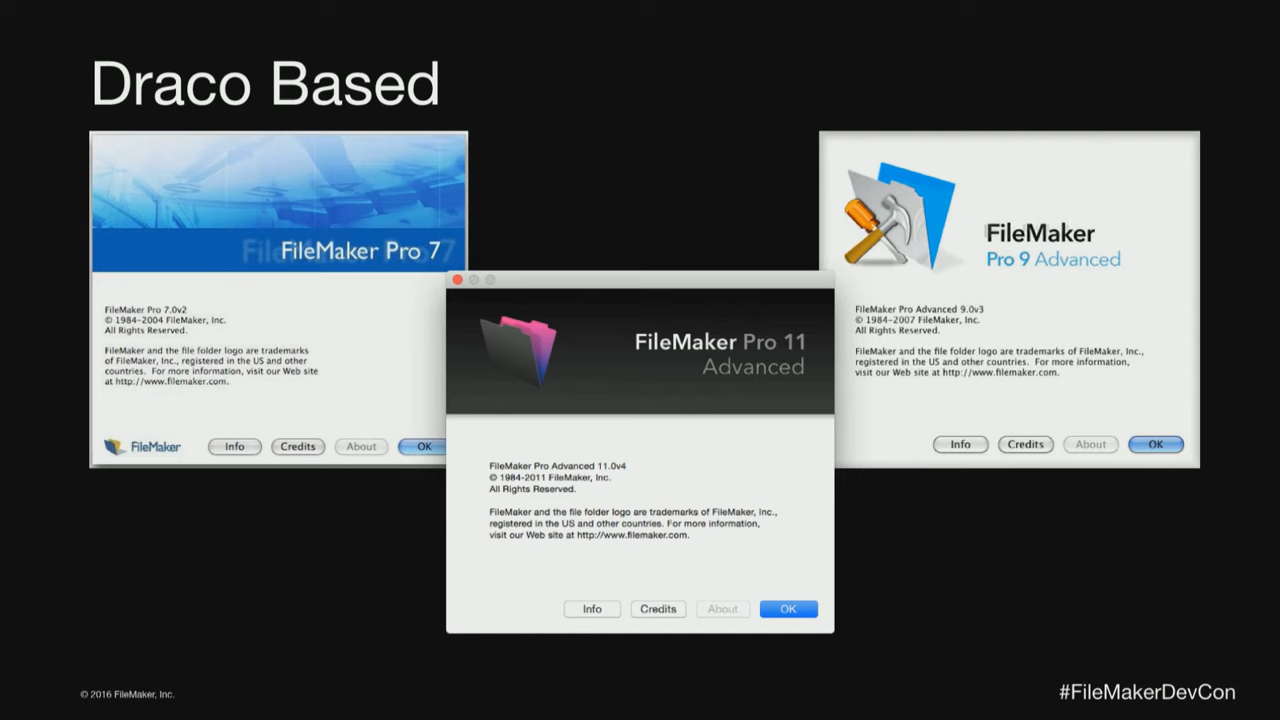 Draco Based
FileMaker Pro 7
FileMaker Pro 7.0v2
© 1984-2004 FileMaker, Inc.
All Rights Reserved.
FileMaker and the file folder logo are trademarks
of FileMaker, Inc., registered in the US and other
countries. For more information, visit our Web site
at http://www.filemaker.com.
FileMaker
Info
Credits
About
OK
FileMaker Pro 11
Advanced
FileMaker Pro Advanced 11.0v4
© 1984-2011 FileMaker, Inc.
All Rights Reserved.
FileMaker and the file folder logo are trademarks of FileMaker, Inc.,
registered in the US and other countries. For more information,
visit our Web site at http://www.filemaker.com.
Info
Credits
About
OK
FileMaker
Pro 9 Advanced
FileMaker Pro Advanced 9.0v3
© 1984-2007 FileMaker, Inc.
All Rights Reserved.
FileMaker and the file folder logo are trademarks of FileMaker, Inc.,
registered in the US and other countries. For more information,
visit our Web site at http://www.filemaker.com.
Info
Credits
About
OK
© 2016 FileMaker, Inc.
#FileMakerDevCon